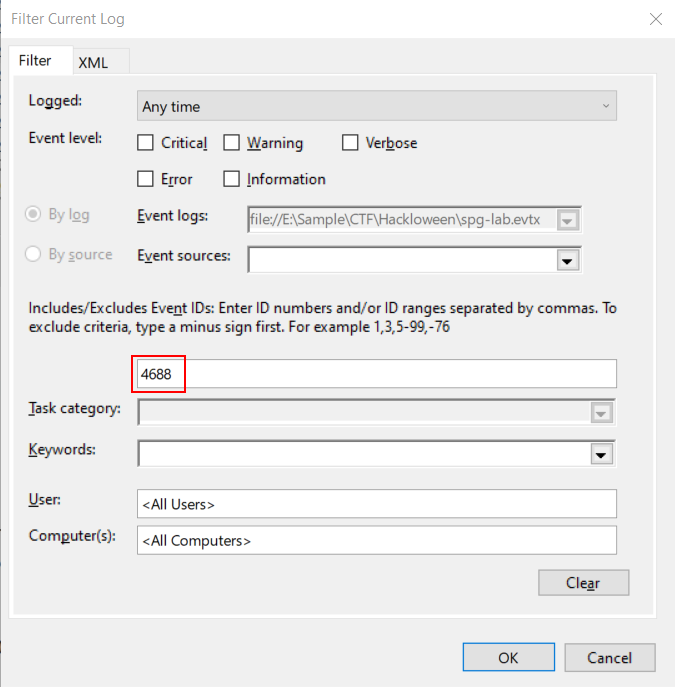 Filter Current Log
Filter XML
Logged: Any time
Event level: Critical Warning Verbose
Error Information
By log Event logs: file://E:\Sample\CTF\Hackloween\spg-lab.evtx
By source Event sources:
Includes/Excludes Event IDs: Enter ID numbers and/or ID ranges separated by commas. To
exclude criteria, type a minus sign first. For example 1,3,5-99,-76
4688
Task category:
Keywords:
User: <All Users>
Computer(s): <All Computers>
Clear
OK Cancel